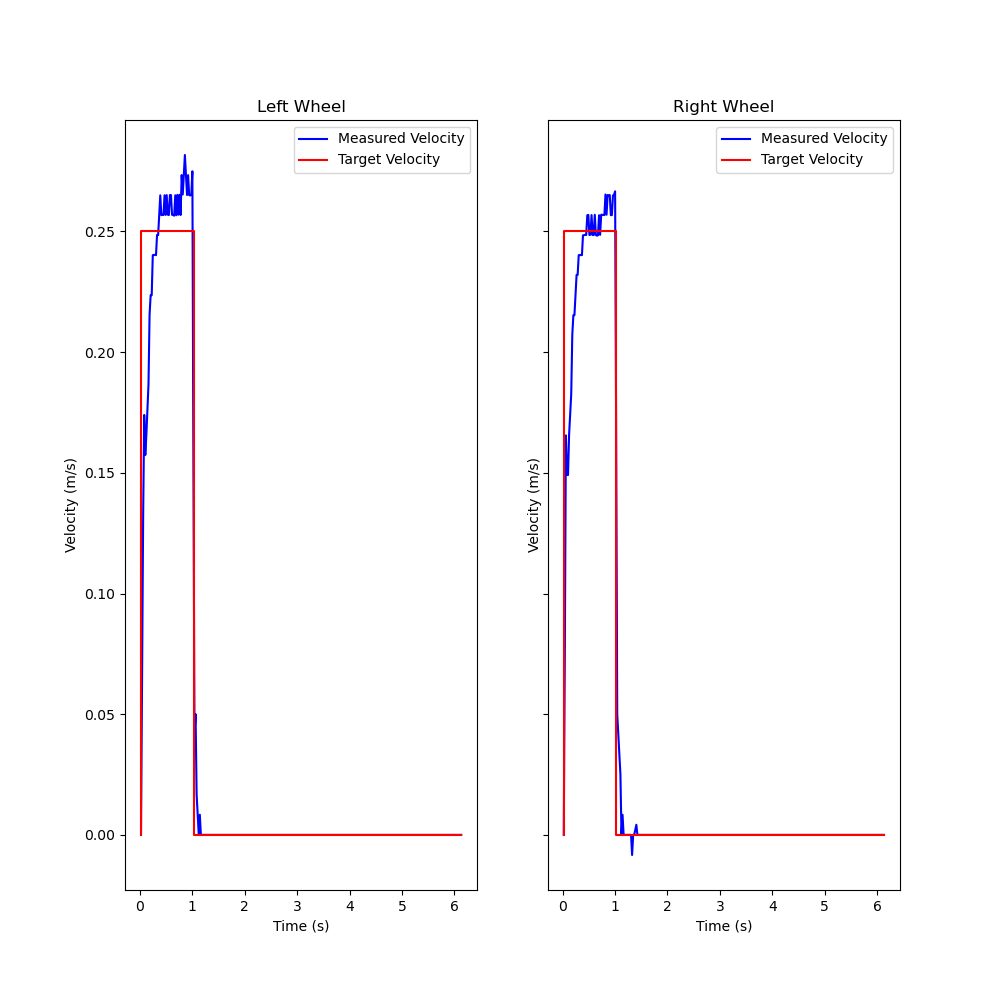 Left Wheel
Measured Velocity
Target Velocity
Velocity (m/s)
0.25
0.20
0.15
0.10
0.05
0.00
0 1 2 3 4 5 6
Time (s)
Right Wheel
Measured Velocity
Target Velocity
Velocity (m/s)
0 1 2 3 4 5 6
Time (s)